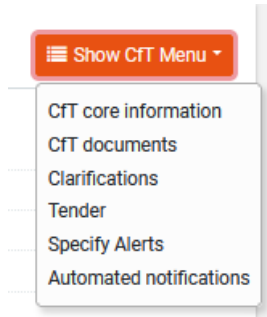 Show CfT Menu
CfT core information
CfT documents
Clarifications
Tender
Specify Alerts
Automated notifications